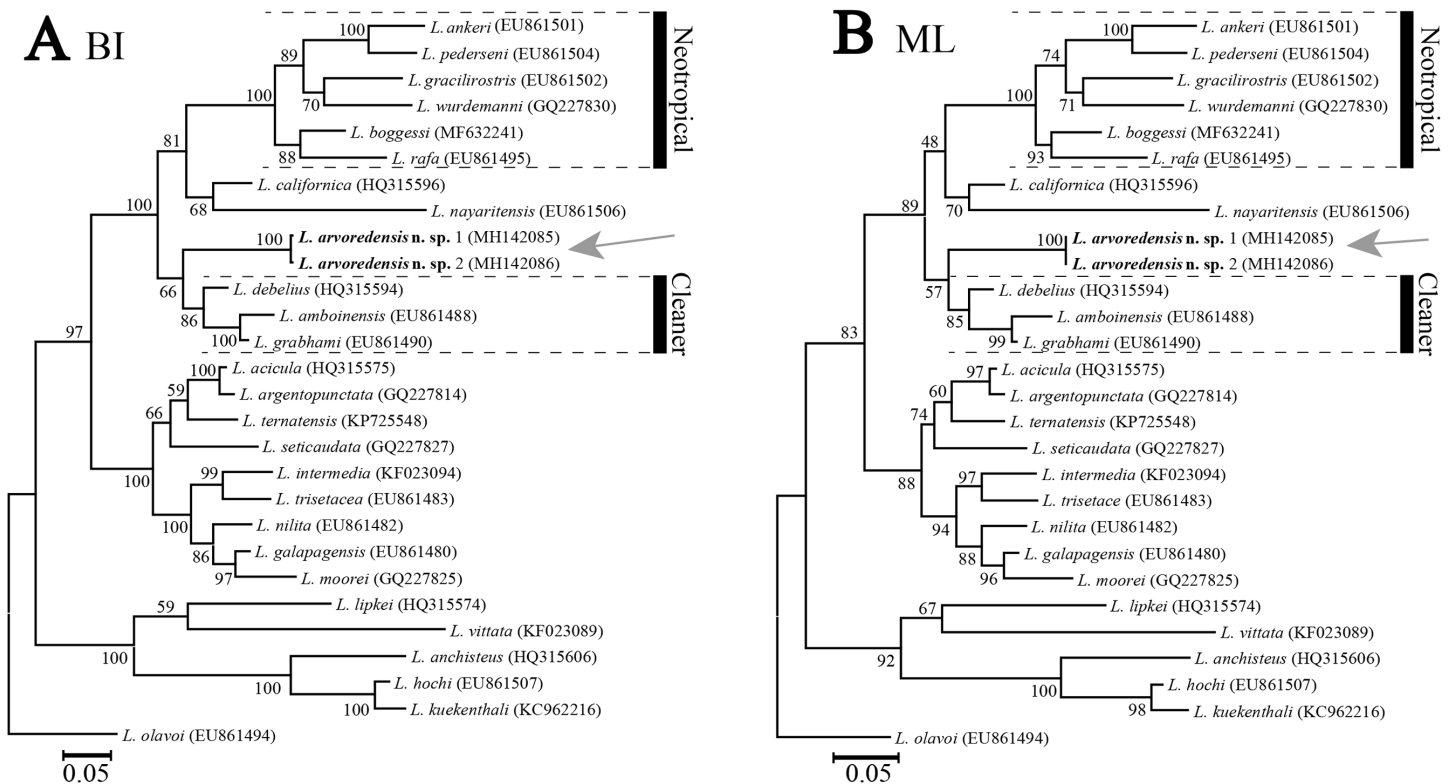 A BI
100
L. ankeri (EU861501)
L. pederseni (EU861504)
89
L. gracilirostris (EU861502)
70
L. wurdemanni (GQ227830)
100
L. boggessi (MF632241)
88
L. rafa (EU861495)
Neotropical
81
L. californica (HQ315596)
68
L. nayaritensis (EU861506)
100
100
L. arvoredensis n. sp. 1 (MH142085)
L. arvoredensis n. sp. 2 (MH142086)
66
L. debelius (HQ315594)
86
L. amboinensis (EU861488)
100
L. grabhami (EU861490)
Cleaner
97
100
L. acicula (HQ315575)
59
L. argentopunctata (GQ227814)
66
L. ternatensis (KP725548)
L. seticaudata (GQ227827)
100
99
L. intermedia (KF023094)
L. trisetacea (EU861483)
100
L. nilita (EU861482)
86
L. galapagensis (EU861480)
97
L. moorei (GQ227825)
59
L. lipkei (HQ315574)
L. vittata (KF023089)
100
L. anchisteus (HQ315606)
100
L. hochi (EU861507)
100
L. kuekenthali (KC962216)
L. olavoi (EU861494)
0.05
B ML
100
L. ankeri (EU861501)
L. pederseni (EU861504)
74
L. gracilirostris (EU861502)
71
L. wurdemanni (GQ227830)
100
L. boggessi (MF632241)
93
L. rafa (EU861495)
Neotropical
48
L. californica (HQ315596)
70
L. nayaritensis (EU861506)
89
100
L. arvoredensis n. sp. 1 (MH142085)
L. arvoredensis n. sp. 2 (MH142086)
57
L. debelius (HQ315594)
85
L. amboinensis (EU861488)
99
L. grabhami (EU861490)
Cleaner
83
97
L. acicula (HQ315575)
60
L. argentopunctata (GQ227814)
74
L. ternatensis (KP725548)
L. seticaudata (GQ227827)
88
97
L. intermedia (KF023094)
L. trisetace (EU861483)
94
L. nilita (EU861482)
88
L. galapagensis (EU861480)
96
L. moorei (GQ227825)
67
L. lipkei (HQ315574)
L. vittata (KF023089)
92
L. anchisteus (HQ315606)
100
L. hochi (EU861507)
98
L. kuekenthali (KC962216)
L. olavoi (EU861494)
0.05